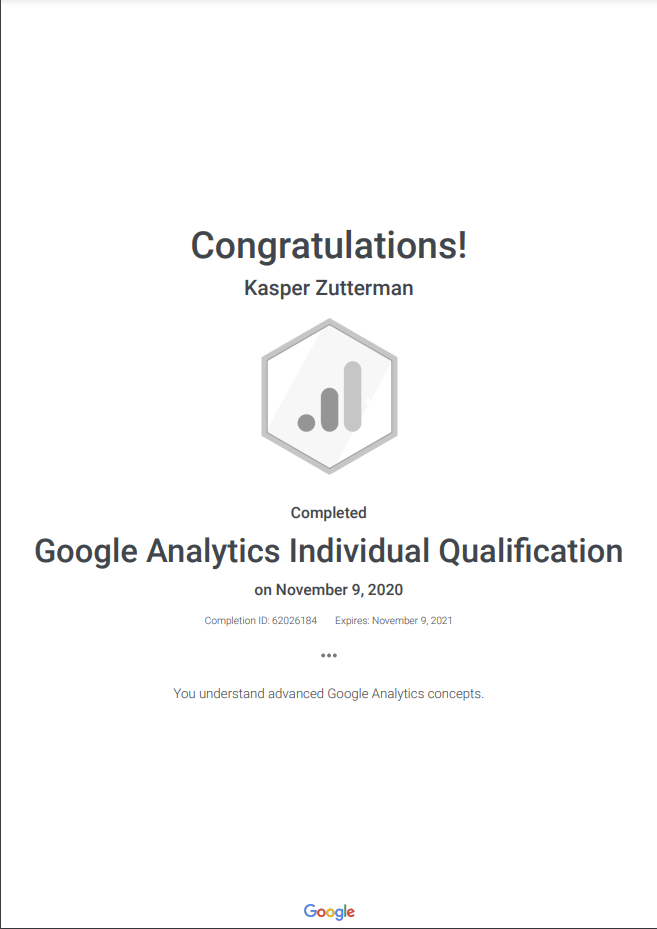 Congratulations!
Kasper Zutterman
Completed
Google Analytics Individual Qualification
on November 9, 2020
Completion ID: 62026184 Expires: November 9, 2021
•••
You understand advanced Google Analytics concepts.
Google